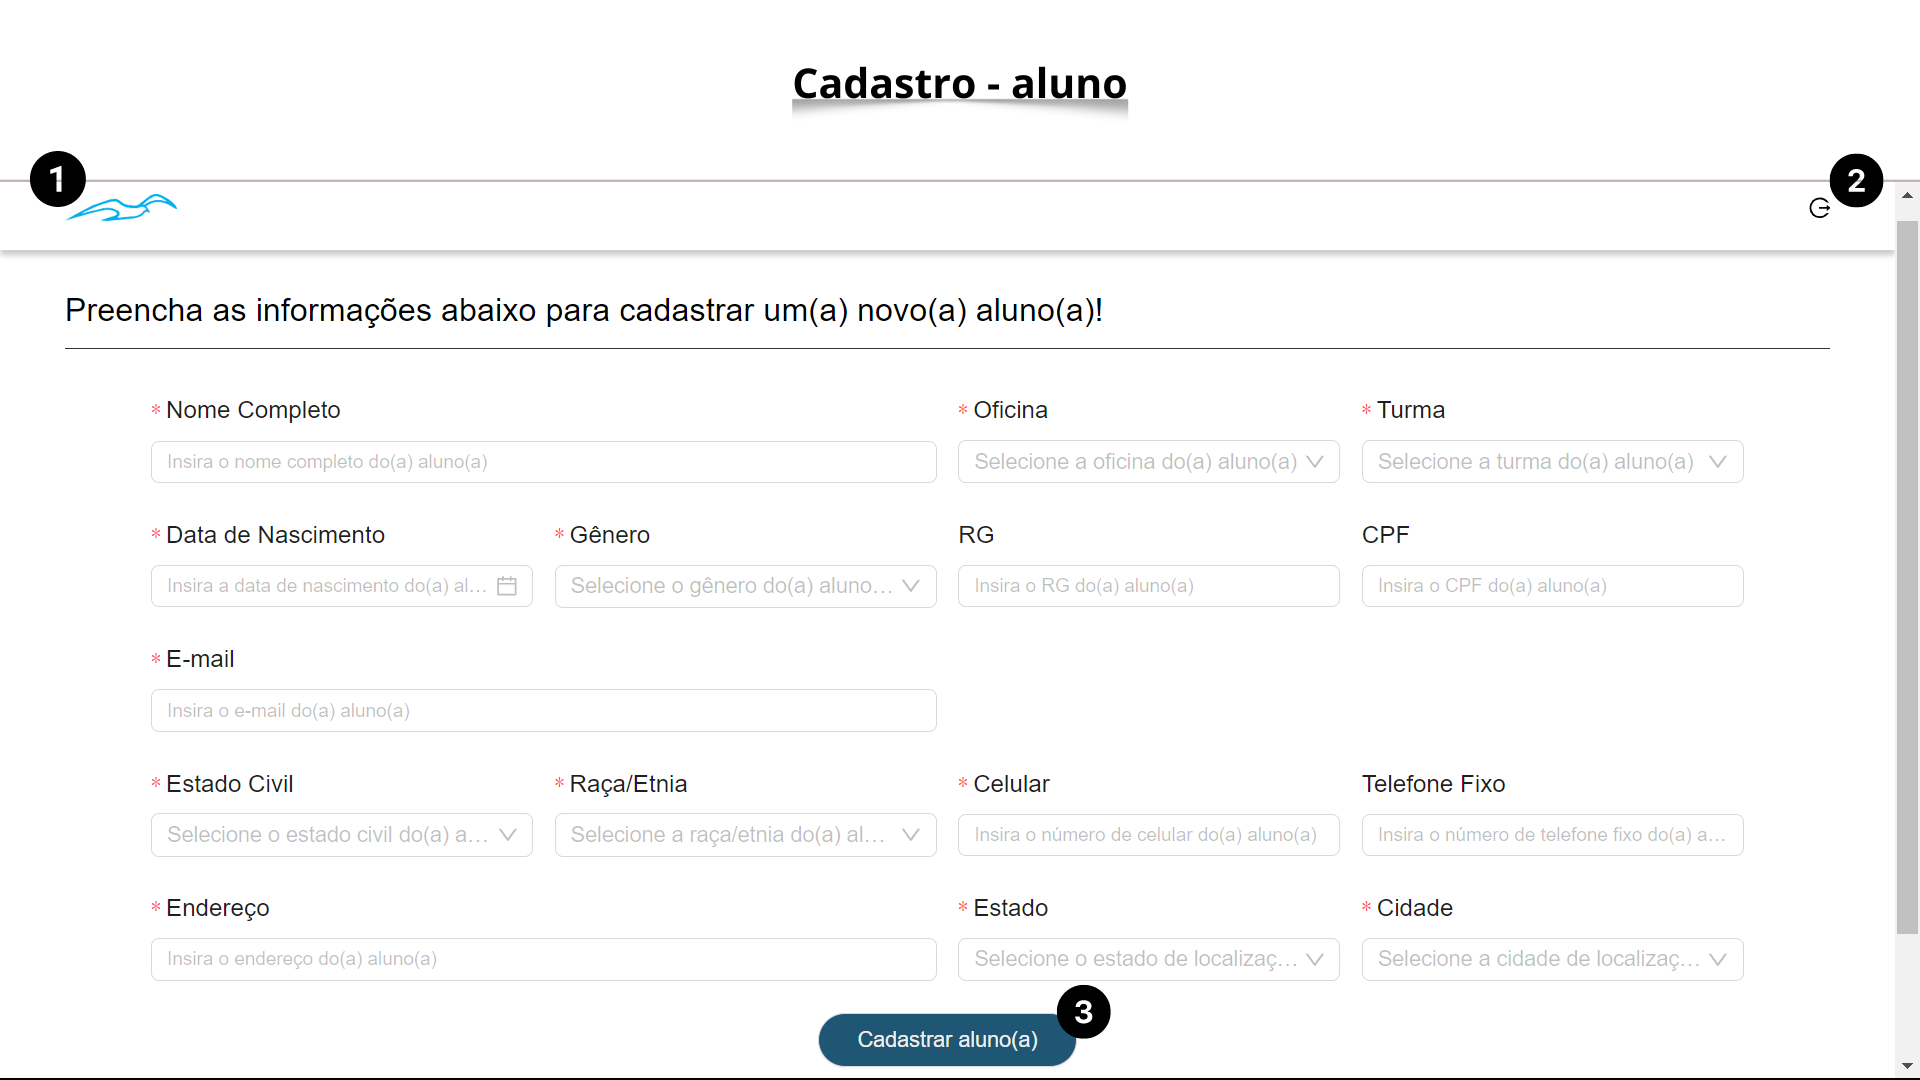 Cadastro - aluno
1
2
Preencha as informações abaixo para cadastrar um(a) novo(a) aluno(a)!
* Nome Completo * Oficina * Turma
Insira o nome completo do(a) aluno(a) Selecione a oficina do(a) aluno(a) Selecione a turma do(a) aluno(a)
* Data de Nascimento * Gênero RG CPF
Insira a data de nascimento do(a) al... Selecione o gênero do(a) aluno... Insira o RG do(a) aluno(a) Insira o CPF do(a) aluno(a)
* E-mail
Insira o e-mail do(a) aluno(a)
* Estado Civil * Raça/Etnia * Celular Telefone Fixo
Selecione o estado civil do(a) a... Selecione a raça/etnia do(a) al... Insira o número de celular do(a) aluno(a) Insira o número de telefone fixo do(a) a...
* Endereço * Estado * Cidade
Insira o endereço do(a) aluno(a) Selecione o estado de localizaç... Selecione a cidade de localizaç...
3
Cadastrar aluno(a)